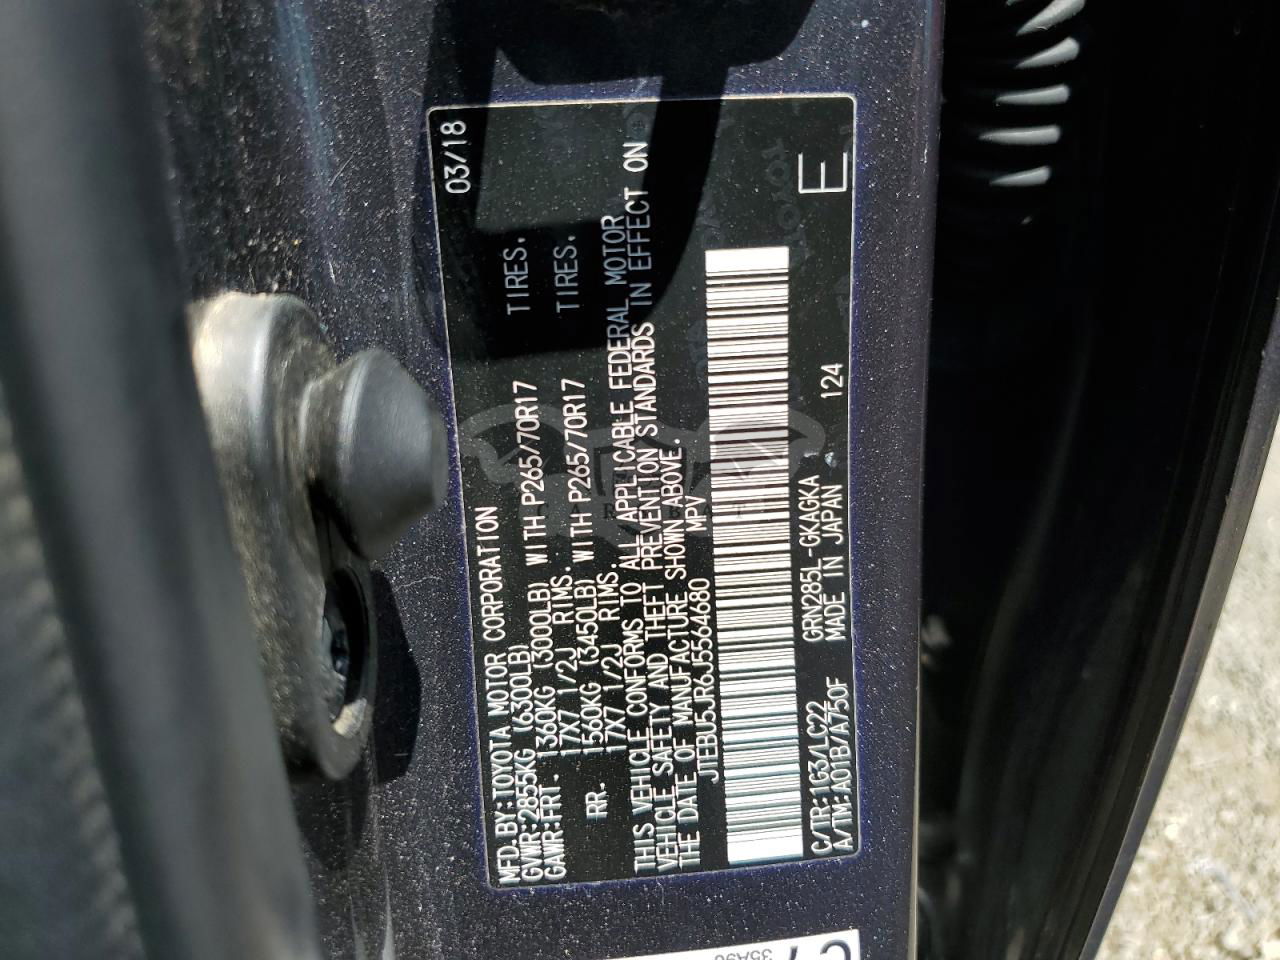 MFD.BY:TOYOTA MOTOR CORPORATION 03/18
GVWR:2855KG (6300LB)
GAWR:FRT. 1360KG (3000LB) WITH P265/70R17 TIRES.
17X7 1/2J RIMS.
RR. 1560KG (3450LB) WITH P265/70R17 TIRES.
17X7 1/2J RIMS.
THIS VEHICLE CONFORMS TO ALL APPLICABLE FEDERAL MOTOR
VEHICLE SAFETY AND THEFT PREVENTION STANDARDS IN EFFECT ON
THE DATE OF MANUFACTURE SHOWN ABOVE.
JTEBU5JR6J5564680 MPV
C/TR:1G3/LC22 GRN285L-GKAGKA
A/TM:A01B/A750F MADE IN JAPAN 124 E